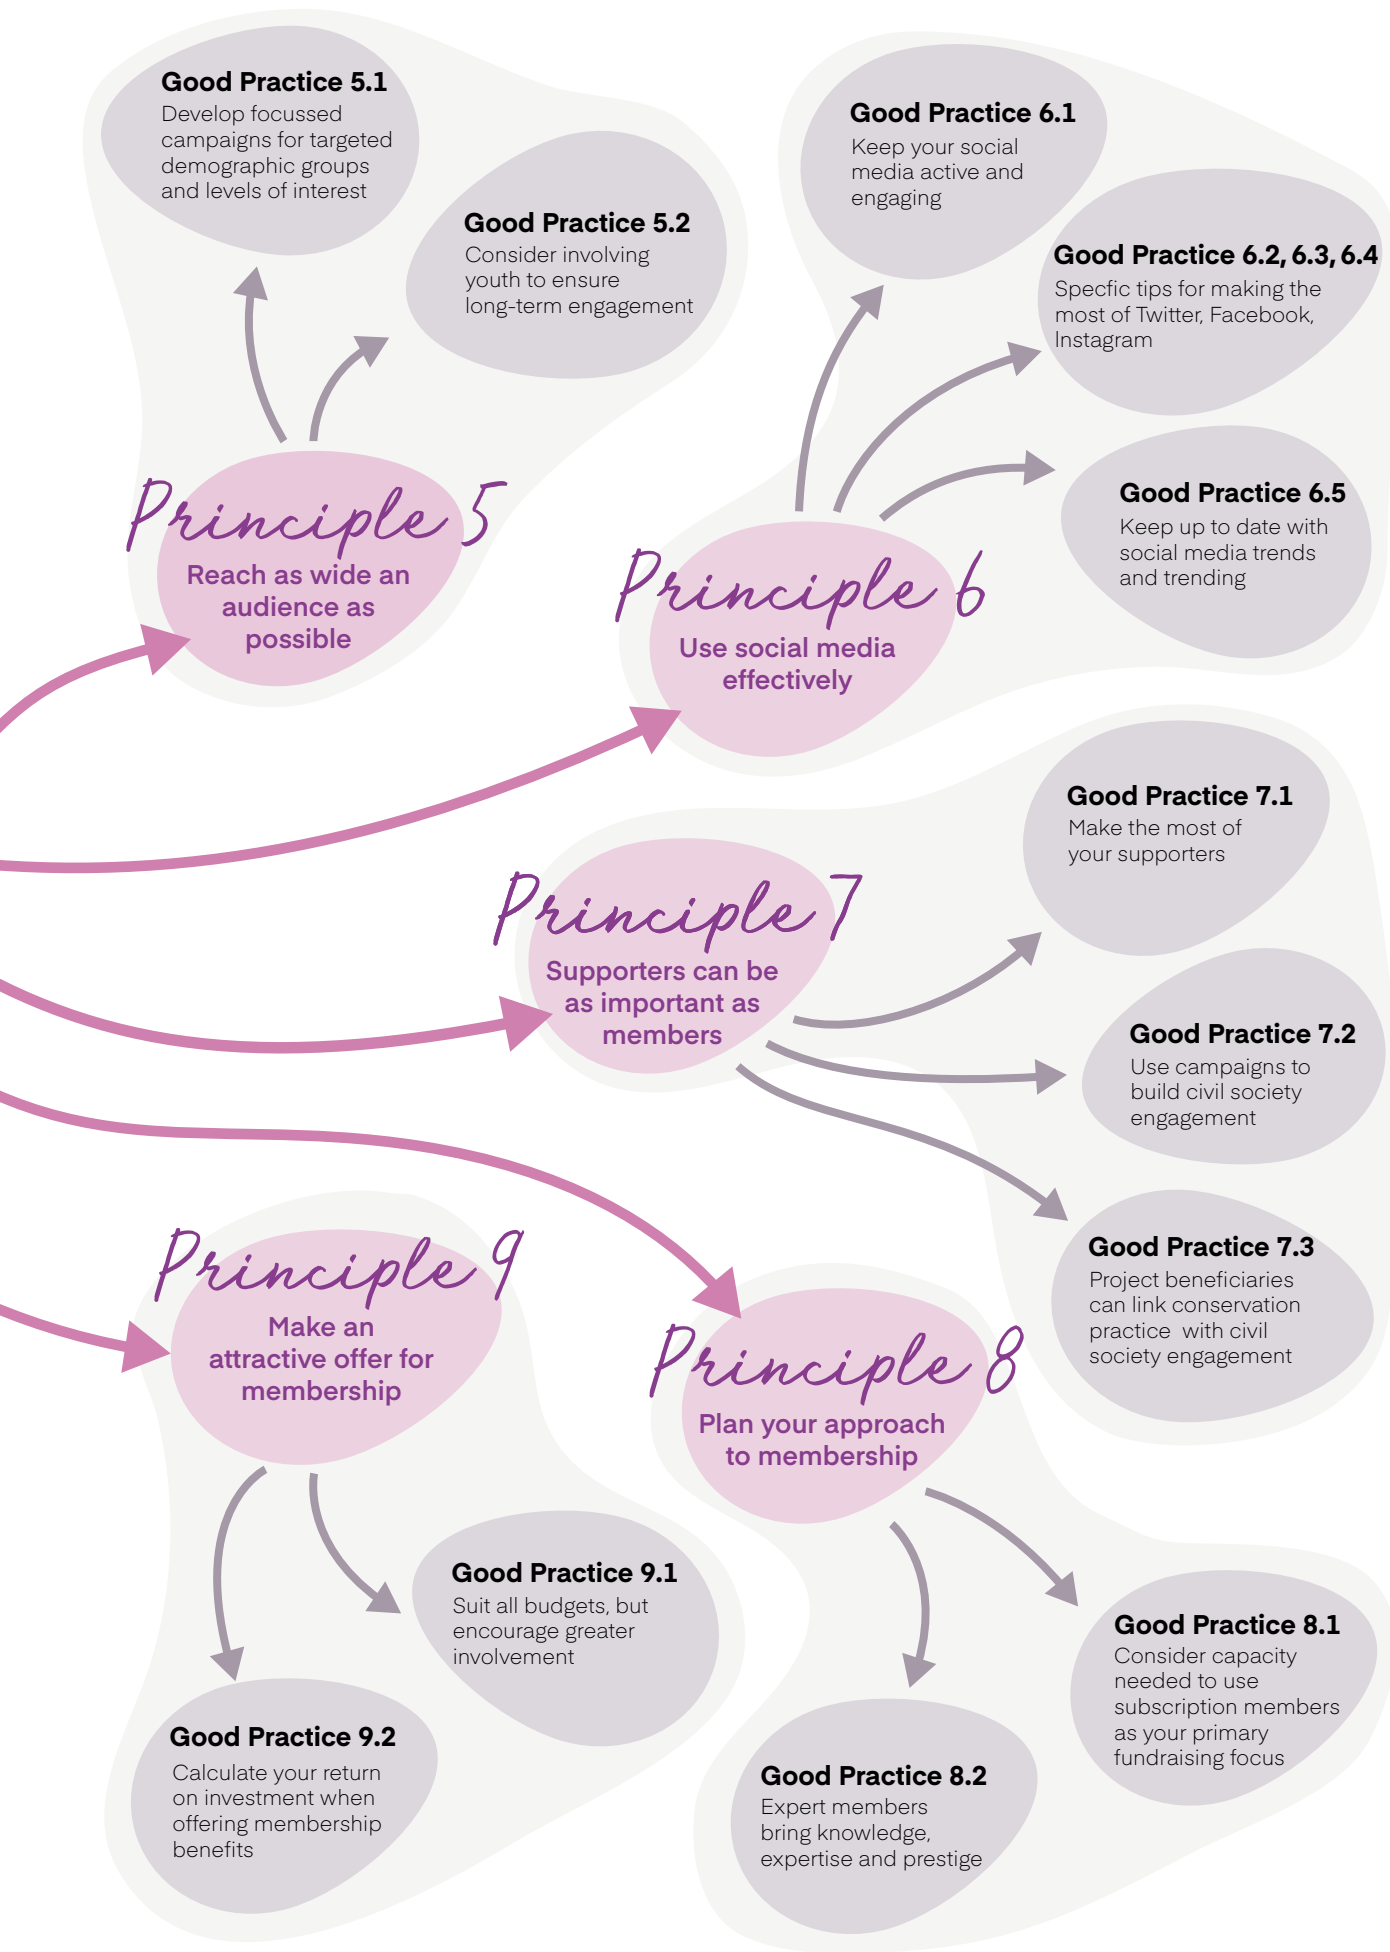 Good Practice 5.1
Develop focussed
campaigns for targeted
demographic groups
and levels of interest
Good Practice 5.2
Consider involving
youth to ensure
long-term engagement
Principle 5
Reach as wide an
audience as
possible
Good Practice 6.1
Keep your social
media active and
engaging
Good Practice 6.2, 6.3, 6.4
Specfic tips for making the
most of Twitter, Facebook,
Instagram
Good Practice 6.5
Keep up to date with
social media trends
and trending
Principle 6
Use social media
effectively
Good Practice 7.1
Make the most of
your supporters
Principle 7
Supporters can be
as important as
members
Good Practice 7.2
Use campaigns to
build civil society
engagement
Good Practice 7.3
Project beneficiaries
can link conservation
practice with civil
society engagement
Principle 9
Make an
attractive offer for
membership
Principle 8
Plan your approach
to membership
Good Practice 9.1
Suit all budgets, but
encourage greater
involvement
Good Practice 9.2
Calculate your return
on investment when
offering membership
benefits
Good Practice 8.1
Consider capacity
needed to use
subscription members
as your primary
fundraising focus
Good Practice 8.2
Expert members
bring knowledge,
expertise and prestige